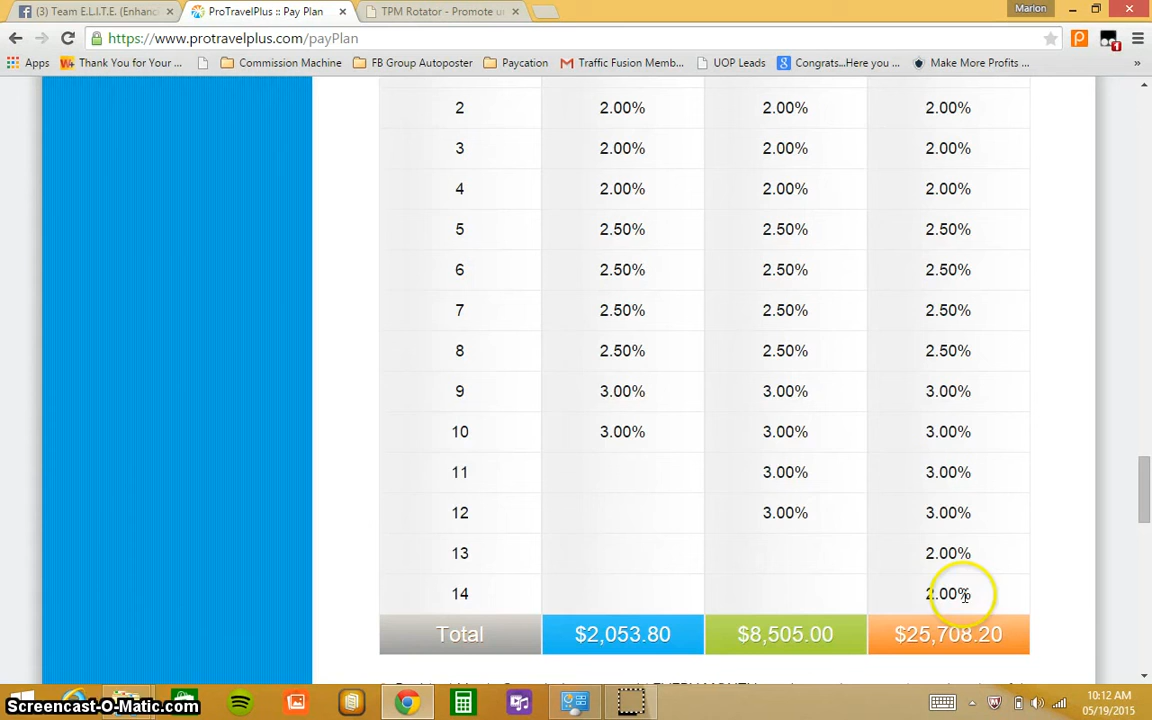 (3) Team E.L.I.T.E. (Enhanc
ProTravelPlus :: Pay Plan
TPM Rotator - Promote u
Marlon
https://www.protravelplus.com/payPlan
Apps
Thank You for Your ...
Commission Machine
FB Group Autoposter
Paycation
Traffic Fusion Memb...
UOP Leads
Congrats...Here you ...
Make More Profits ...
»
2 2.00% 2.00% 2.00%
3 2.00% 2.00% 2.00%
4 2.00% 2.00% 2.00%
5 2.50% 2.50% 2.50%
6 2.50% 2.50% 2.50%
7 2.50% 2.50% 2.50%
8 2.50% 2.50% 2.50%
9 3.00% 3.00% 3.00%
10 3.00% 3.00% 3.00%
11 3.00% 3.00%
12 3.00% 3.00%
13 2.00%
14 2.00%
Total $2,053.80 $8,505.00 $25,708.20
Screencast-O-Matic.com
10:12 AM
05/19/2015